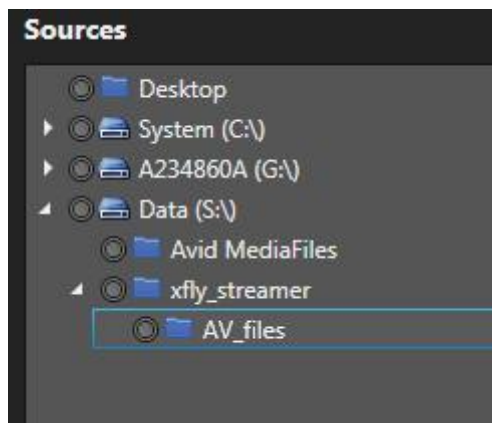 Sources
Desktop
System (C:\)
A234860A (G:\)
Data (S:\)
Avid MediaFiles
xfly_streamer
AV_files